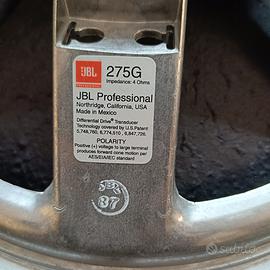 JBL
275G
Impedance: 4 Ohms
JBL Professional
Northridge, California, USA
Made in Mexico
Differential Drive® Transducer
Technology covered by U.S.Patent
5,748,760, 6,774,510 , 6,847,726.
POLARITY
Positive (+) voltage to large terminal
produces forward cone motion per
AES/EIA/IEC standard
87
Subito